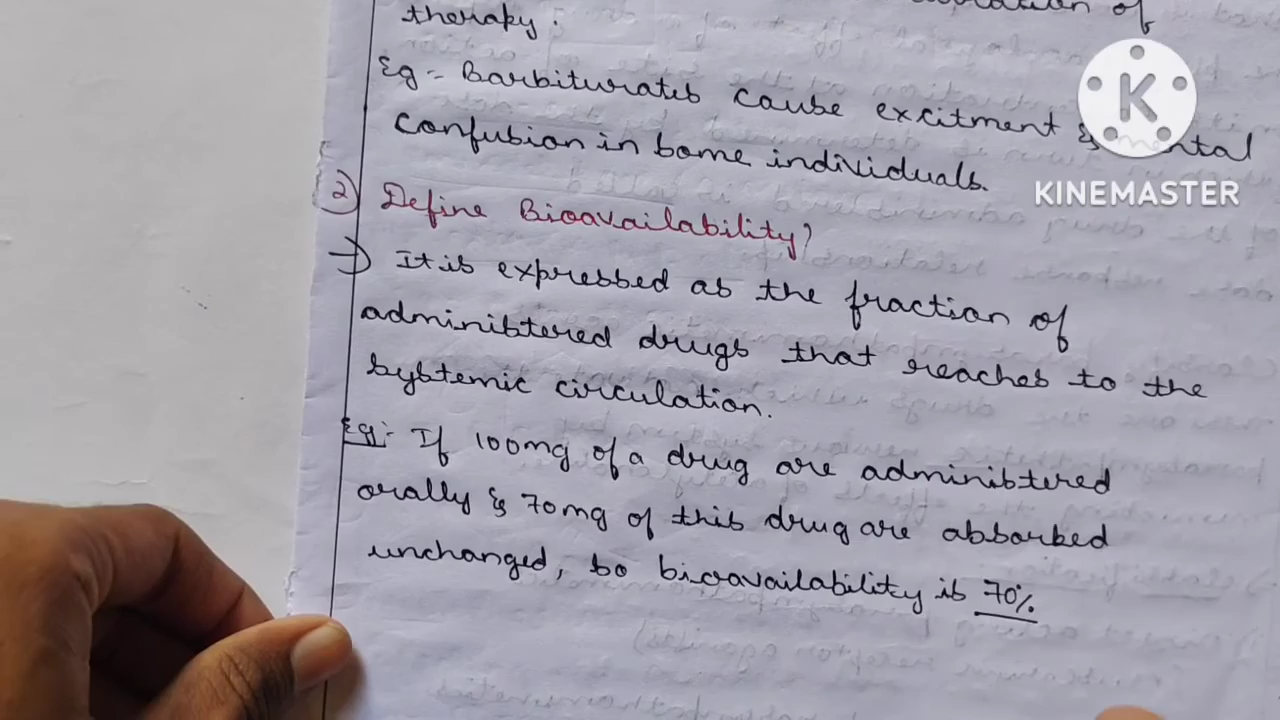 of
therapy.
Eg:- Barbiturates cause excitment & mental
confusion in some individuals.
2) Define Bioavailability?
→ It is expressed as the fraction of
administered drugs that reaches to the
systemic circulation.
Eg:- If 100mg of a drug are administered
orally & 70mg of this drug are absorbed
unchanged, so bioavailability is 70%
K
KINEMASTER